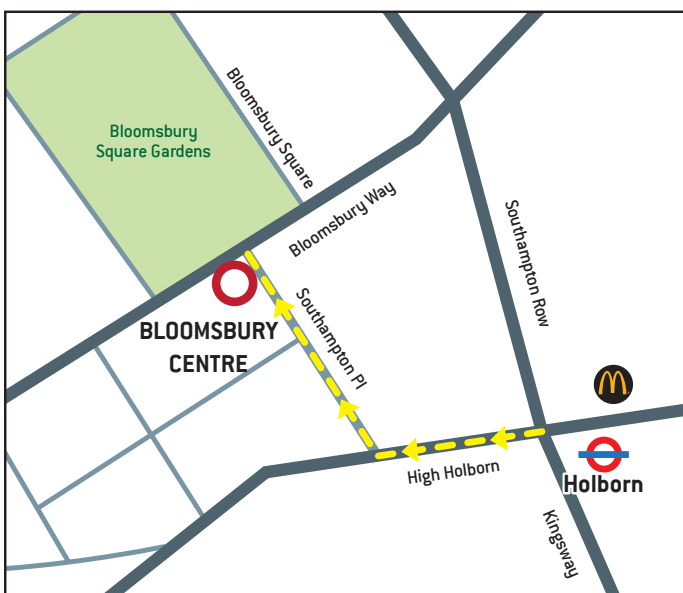 Bloomsbury
Square Gardens
Bloomsbury Square
Bloomsbury Way
Southampton Row
BLOOMSBURY
CENTRE
Southampton Pl
High Holborn
Holborn
Kingsway